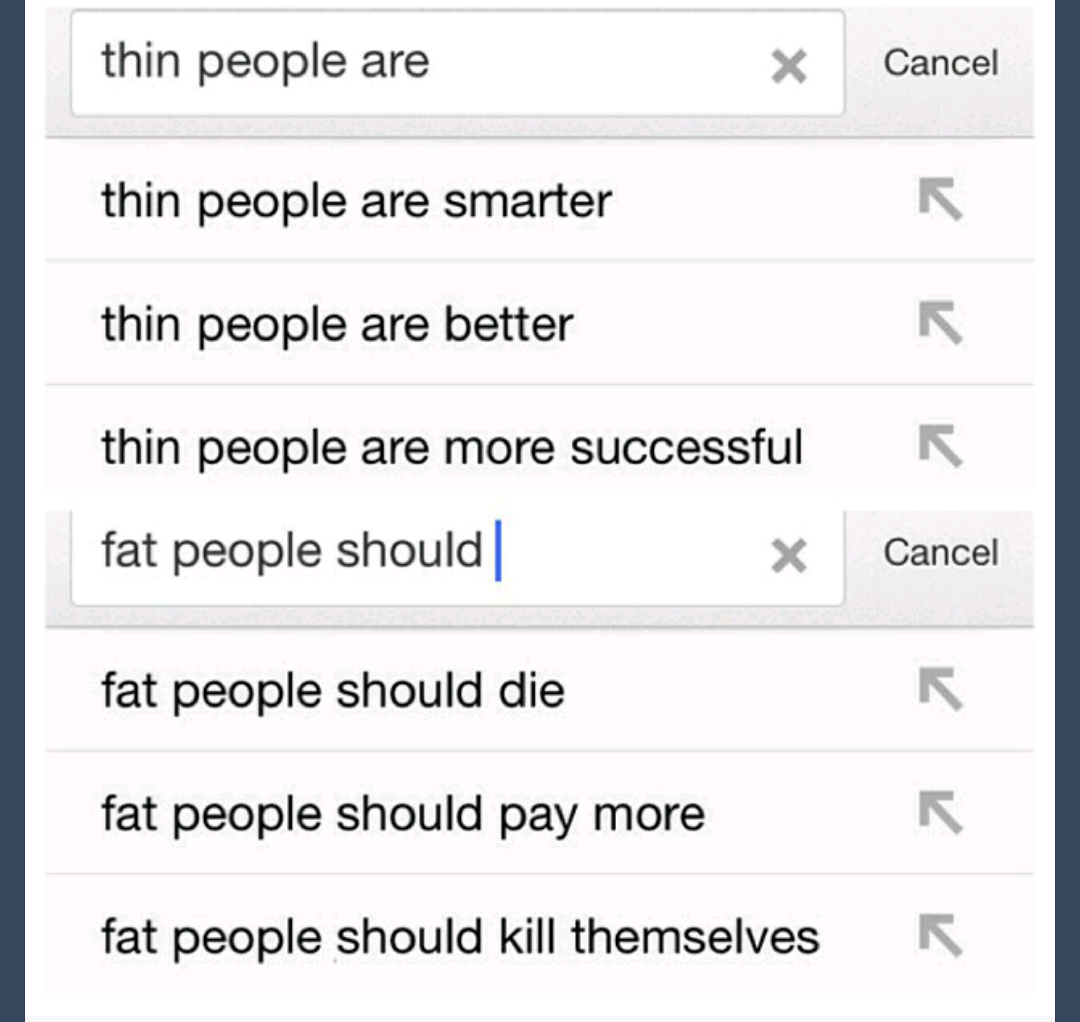 thin people are
Cancel
thin people are smarter
thin people are better
thin people are more successful
fat people should
Cancel
fat people should die
fat people should pay more
fat people should kill themselves